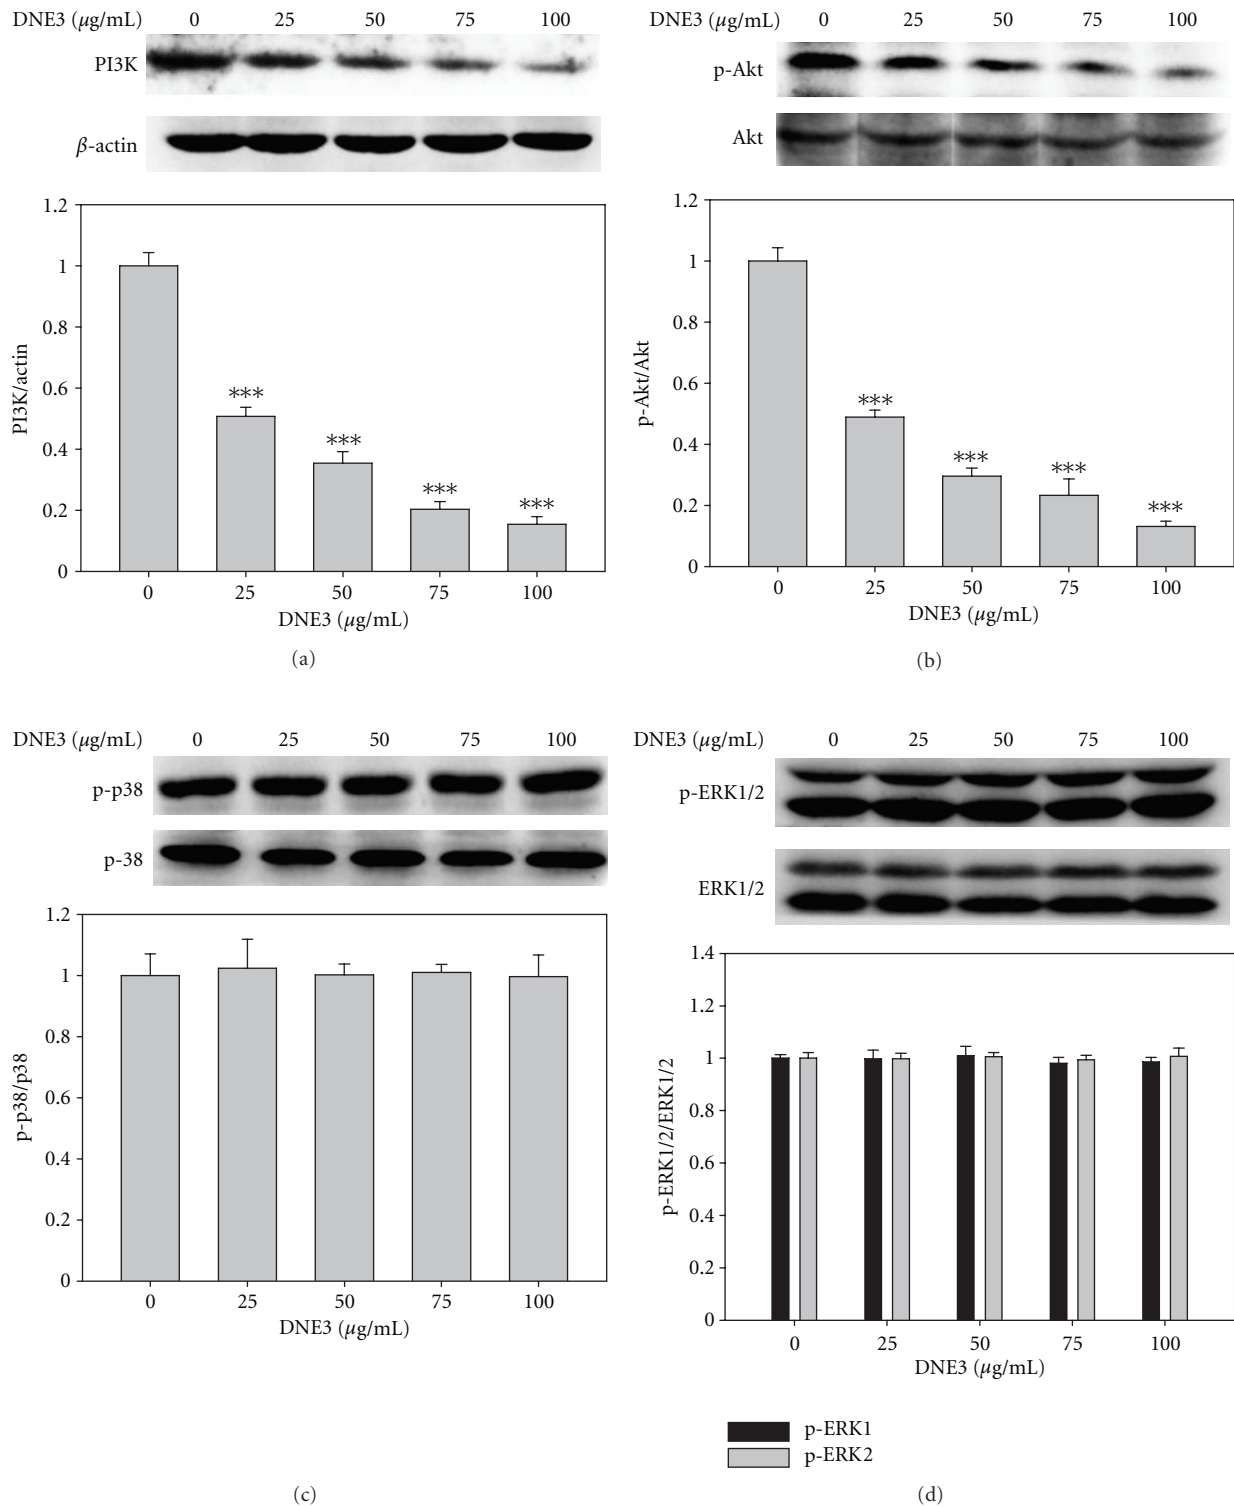 DNE3 (µg/mL) 0 25 50 75 100
PI3K
β-actin
1.2
1
0.8
0.6
0.4
0.2
0
PI3K/actin
***
***
***
***
0 25 50 75 100
DNE3 (µg/mL)
(a)
DNE3 (µg/mL) 0 25 50 75 100
p-Akt
Akt
1.2
1
0.8
0.6
0.4
0.2
0
p-Akt/Akt
***
***
***
***
0 25 50 75 100
DNE3 (µg/mL)
(b)
DNE3 (µg/mL) 0 25 50 75 100
p-p38
p-38
1.2
1
0.8
0.6
0.4
0.2
0
p-p38/p38
0 25 50 75 100
DNE3 (µg/mL)
(c)
DNE3 (µg/mL) 0 25 50 75 100
p-ERK1/2
ERK1/2
1.4
1.2
1
0.8
0.6
0.4
0.2
0
p-ERK1/2/ERK1/2
0 25 50 75 100
DNE3 (µg/mL)
p-ERK1
p-ERK2
(d)